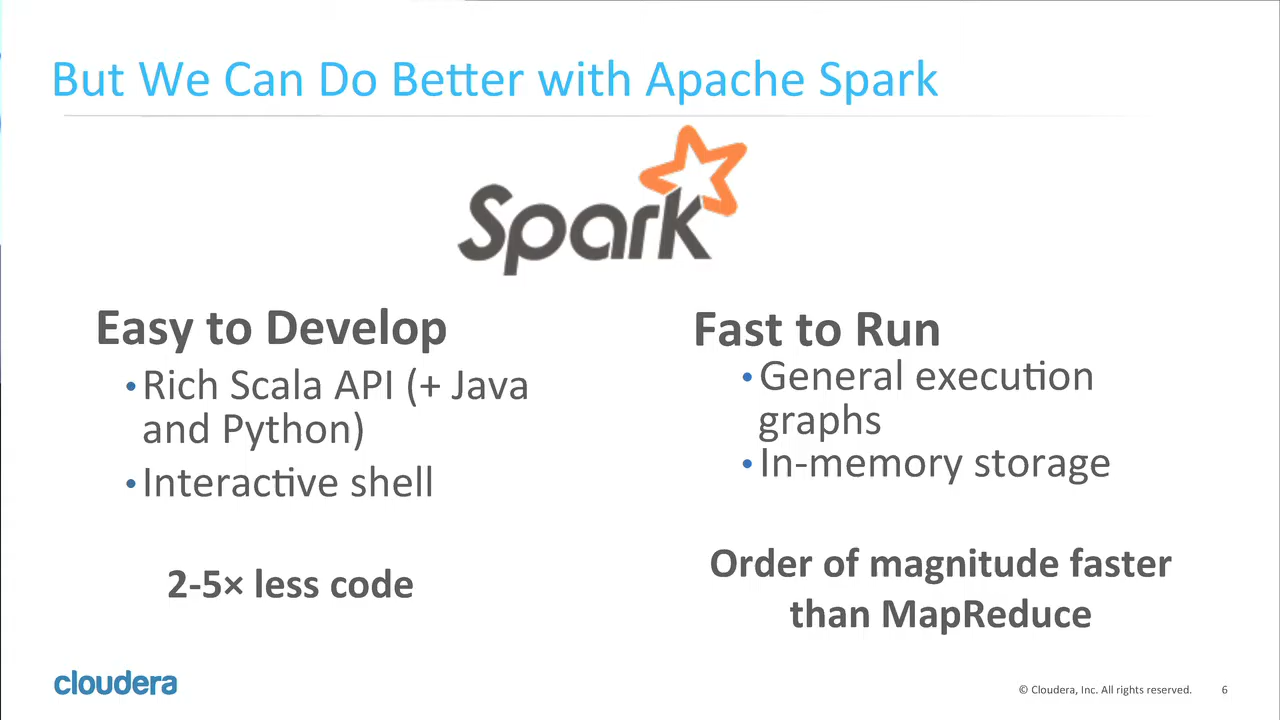 But We Can Do Better with Apache Spark
Spark
Easy to Develop
•Rich Scala API (+ Java
and Python)
•Interactive shell
2-5× less code
Fast to Run
•General execution
graphs
•In-memory storage
Order of magnitude faster
than MapReduce
cloudera
© Cloudera, Inc. All rights reserved.
6